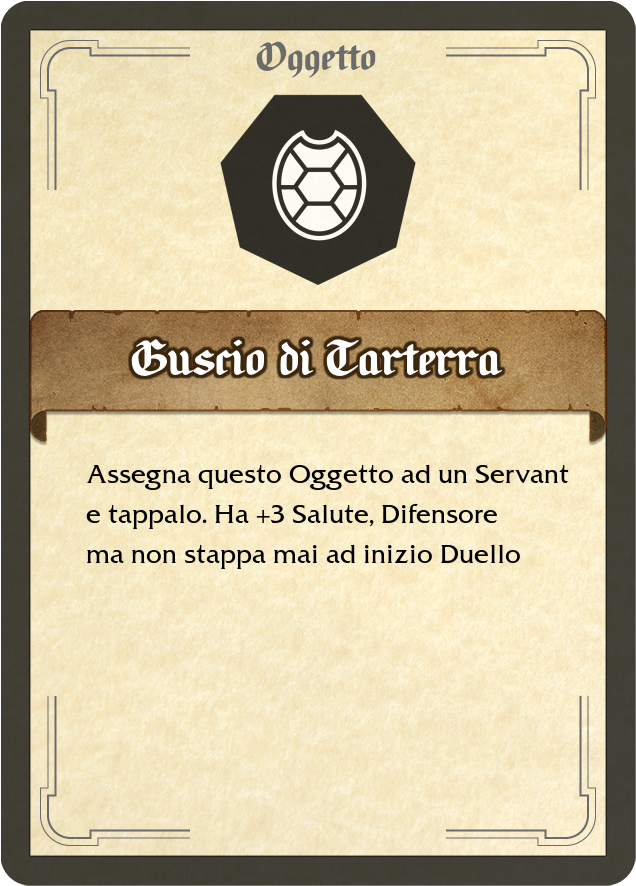 Oggetto
Guscio di Tarterra
Assegna questo Oggetto ad un Servant
e tappalo. Ha +3 Salute, Difensore
ma non stappa mai ad inizio Duello